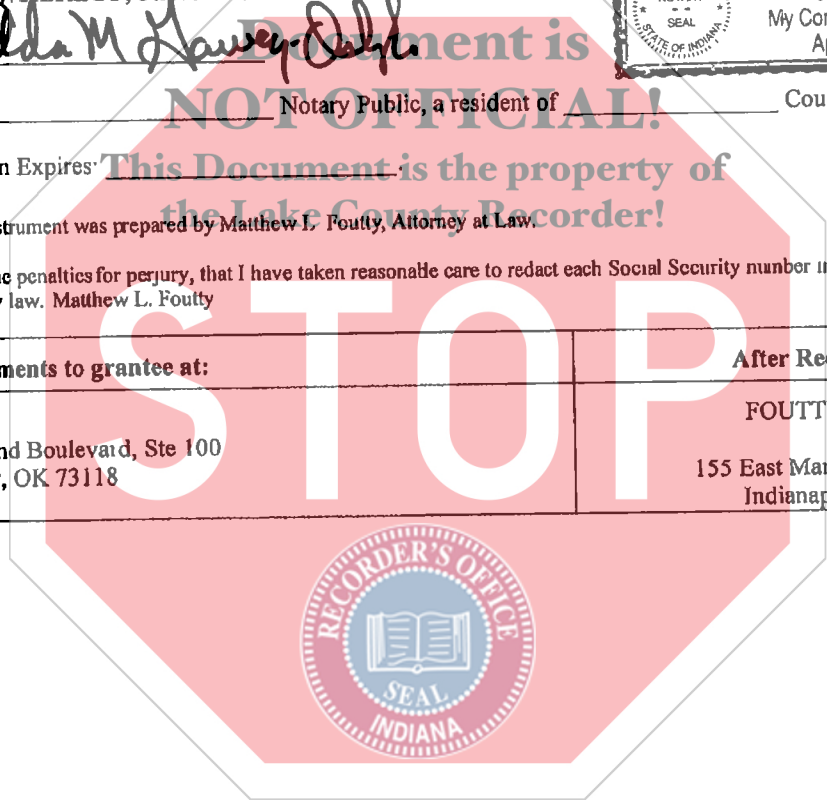 Document is
SEAL
STATE OF INDIANA
My Co
NOT OFFICIAL!
Notary Public, a resident of Cou
n Expires
This Document is the property of
the Lake County Recorder!
strument was prepared by Matthew L Foutty, Attorney at Law.
e penalties for perjury, that I have taken reasonable care to redact each Social Security number i
law. Matthew L. Foutty
STOP
ments to grantee at:
After Re
FOUTT
nd Boulevard, Ste 100
, OK 73118
155 East Mar
Indianap
RECORDER'S OFFICE
SEAL
INDIANA